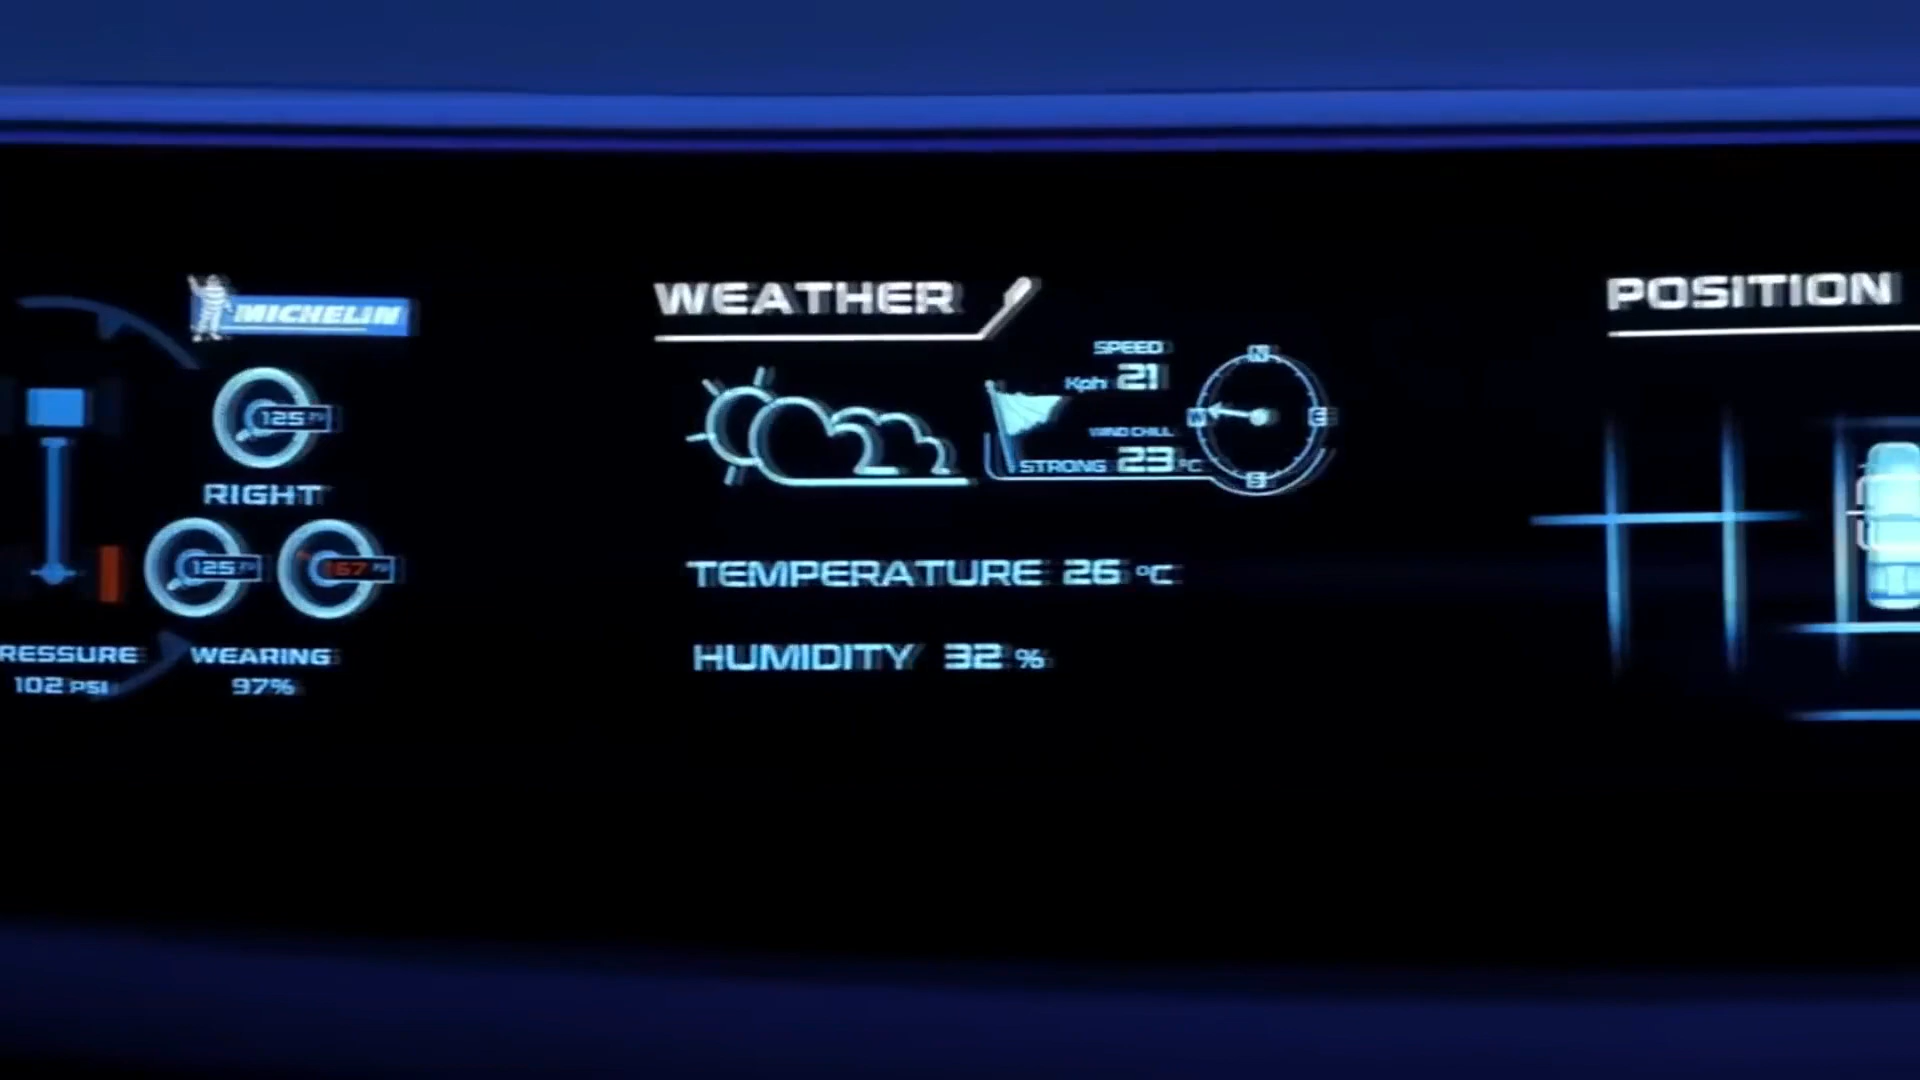 MICHELIN
125
RIGHT
125
167
RESSURE
102 PSI
WEARING
97%
WEATHER
SPEED
Kph 21
WIND CHILL
STRONG 23 °C
N
W
E
S
TEMPERATURE 26 °C
HUMIDITY 32 %
POSITION